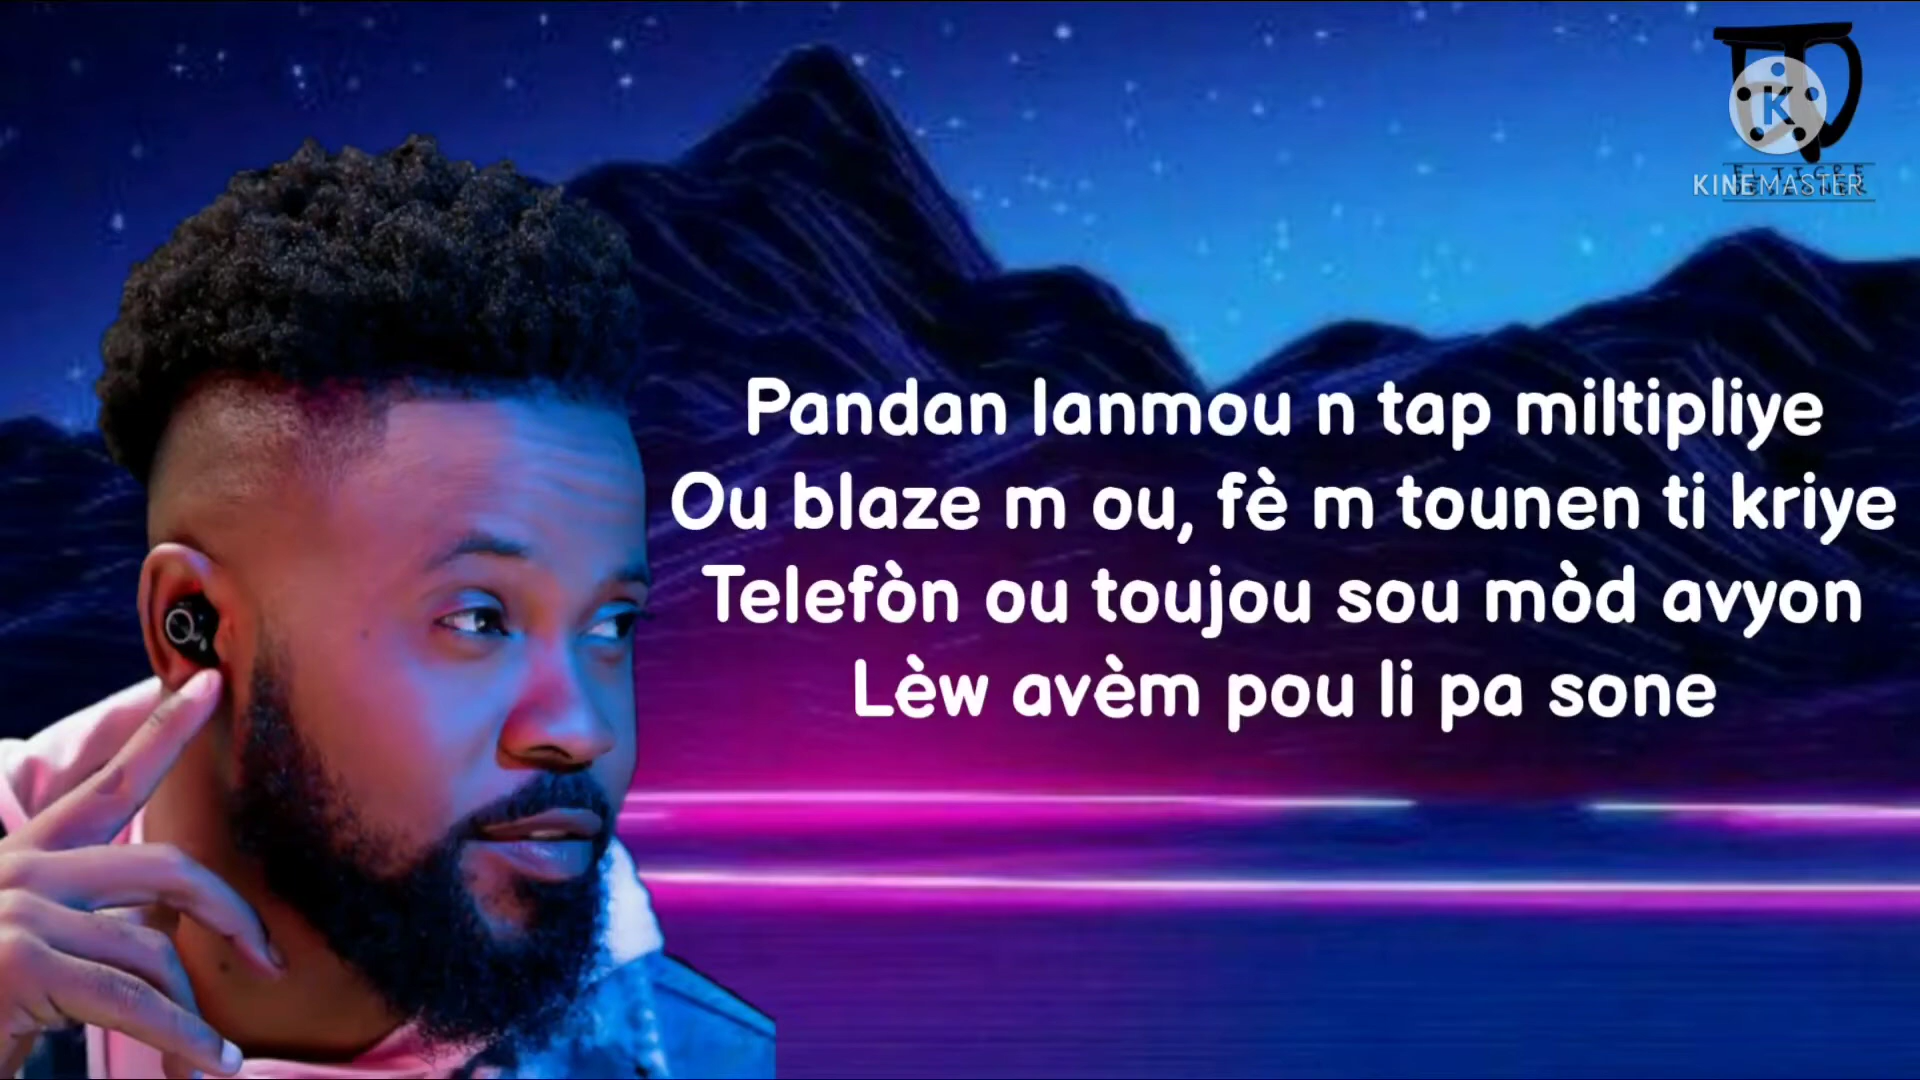 KINEMASTER
Pandan lanmou n tap miltipliye
Ou blaze m ou, fè m tounen ti kriye
Telefòn ou toujou sou mòd avyon
Lèw avèm pou li pa sone